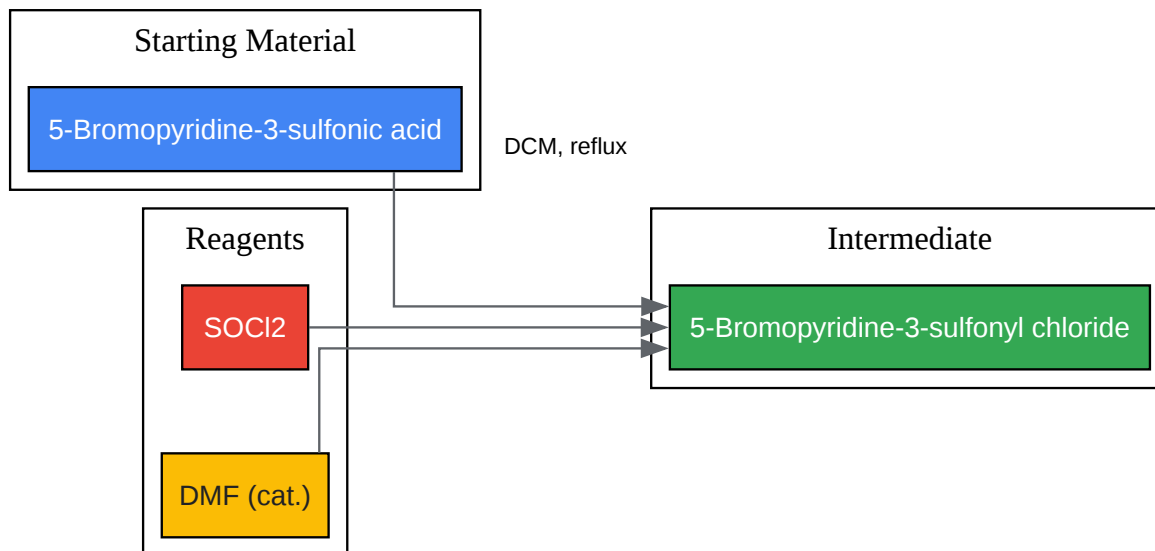 Starting Material
5-Bromopyridine-3-sulfonic acid
DCM, reflux
Reagents
SOCl2
DMF (cat.)
Intermediate
5-Bromopyridine-3-sulfonyl chloride